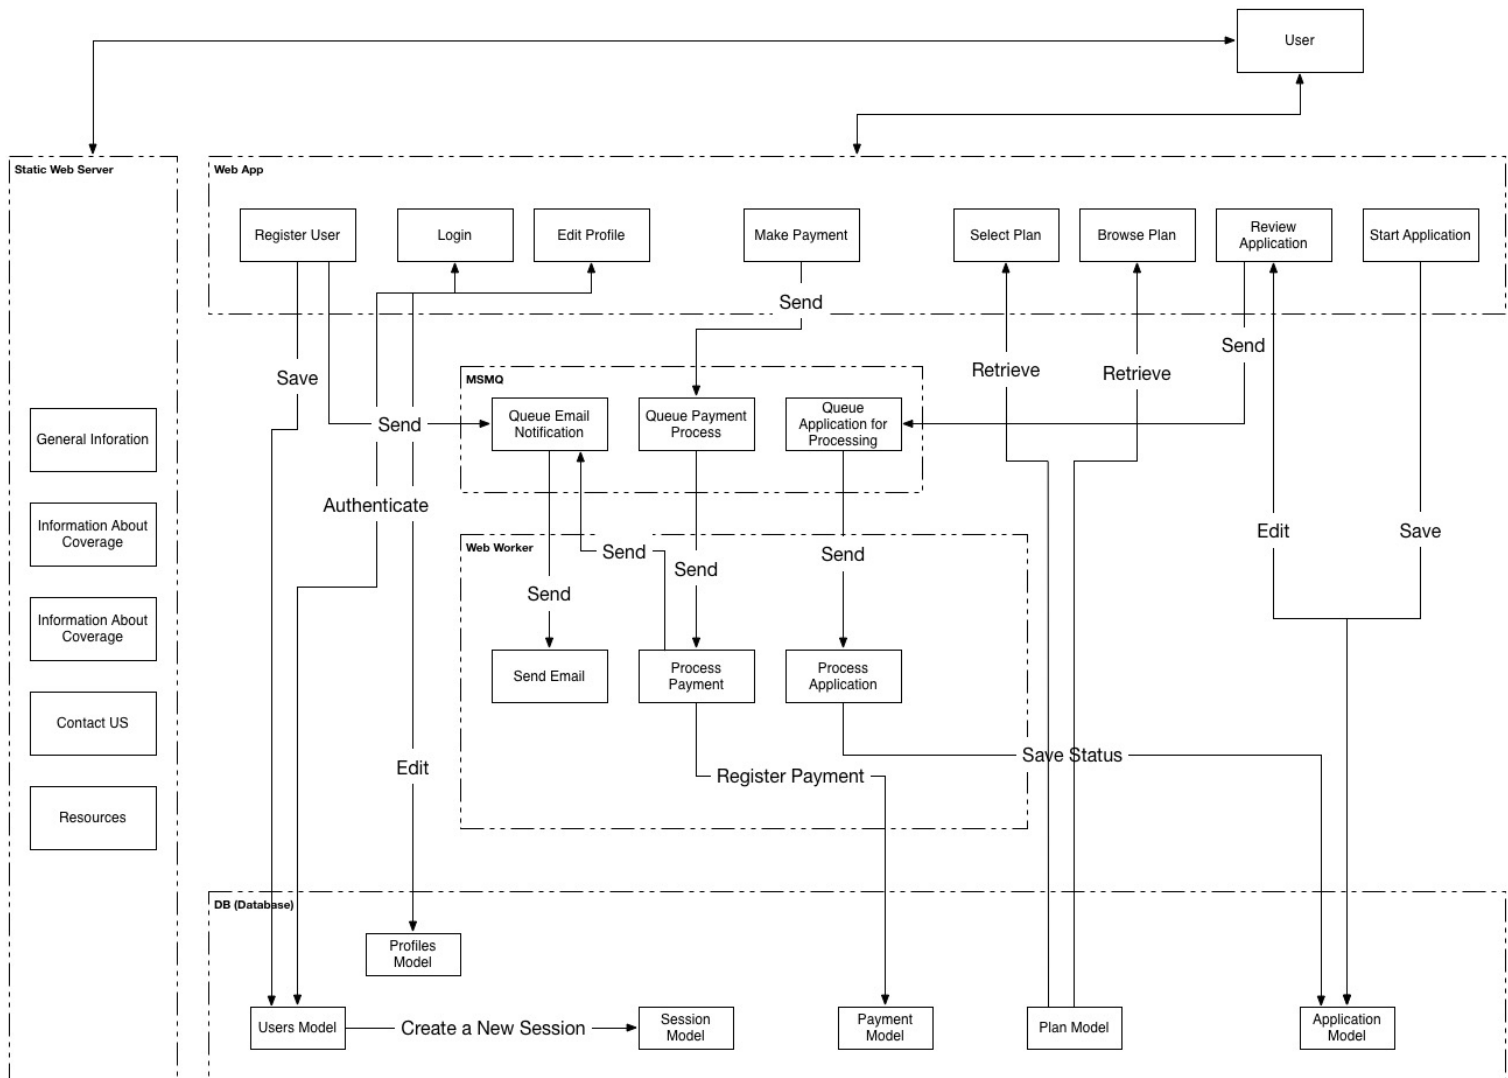 User
Static Web Server
Web App
Register User
Login
Edit Profile
Make Payment
Select Plan
Browse Plan
Review
Application
Start Application
Send
Send
Save
Retrieve
Retrieve
MSMQ
Queue Email
Notification
Queue Payment
Process
Queue
Application for
Processing
Send
General Inforation
Authenticate
Information About
Coverage
Edit
Save
Web Worker
Send
Send
Send
Send
Information About
Coverage
Send Email
Process
Payment
Process
Application
Contact US
Save Status
Edit
Register Payment
Resources
DB (Database)
Profiles
Model
Users Model
Create a New Session
Session
Model
Payment
Model
Plan Model
Application
Model